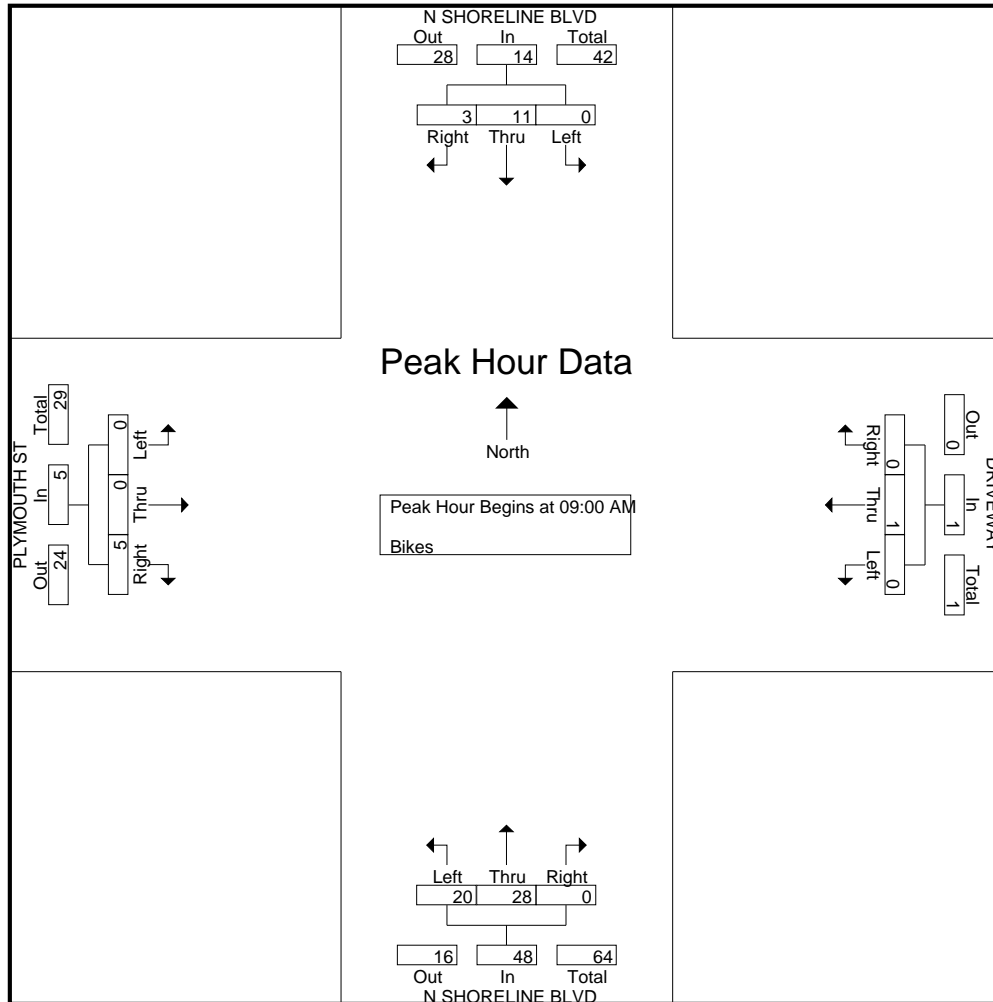 N SHORELINE BLVD
Out In Total
28 14 42
3 11 0
Right Thru Left
Peak Hour Data
North
Peak Hour Begins at 09:00 AM
Bikes
PLYMOUTH ST
Out In Total
24 5 29
0 0 5
Left Thru Right
DRIVEWAY
Out In Total
0 1 1
Right Thru Left
0 1 0
Left Thru Right
20 28 0
16 48 64
Out In Total
N SHORELINE BLVD